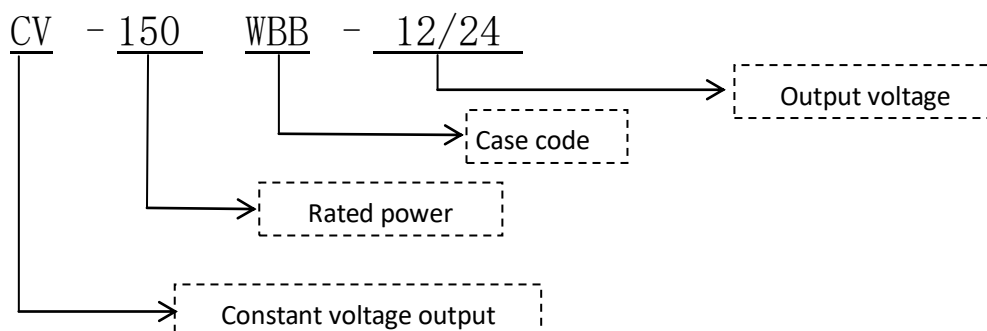 CV - 150 WBB - 12/24
Output voltage
Case code
Rated power
Constant voltage output